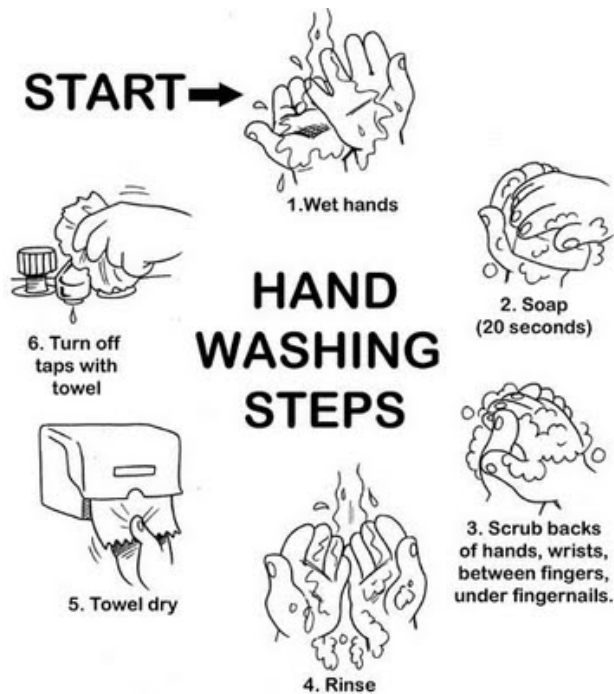 START
1.Wet hands
2. Soap
(20 seconds)
3. Scrub backs
of hands, wrists,
between fingers,
under fingernails.
4. Rinse
5. Towel dry
6. Turn off
taps with
towel
HAND
WASHING
STEPS